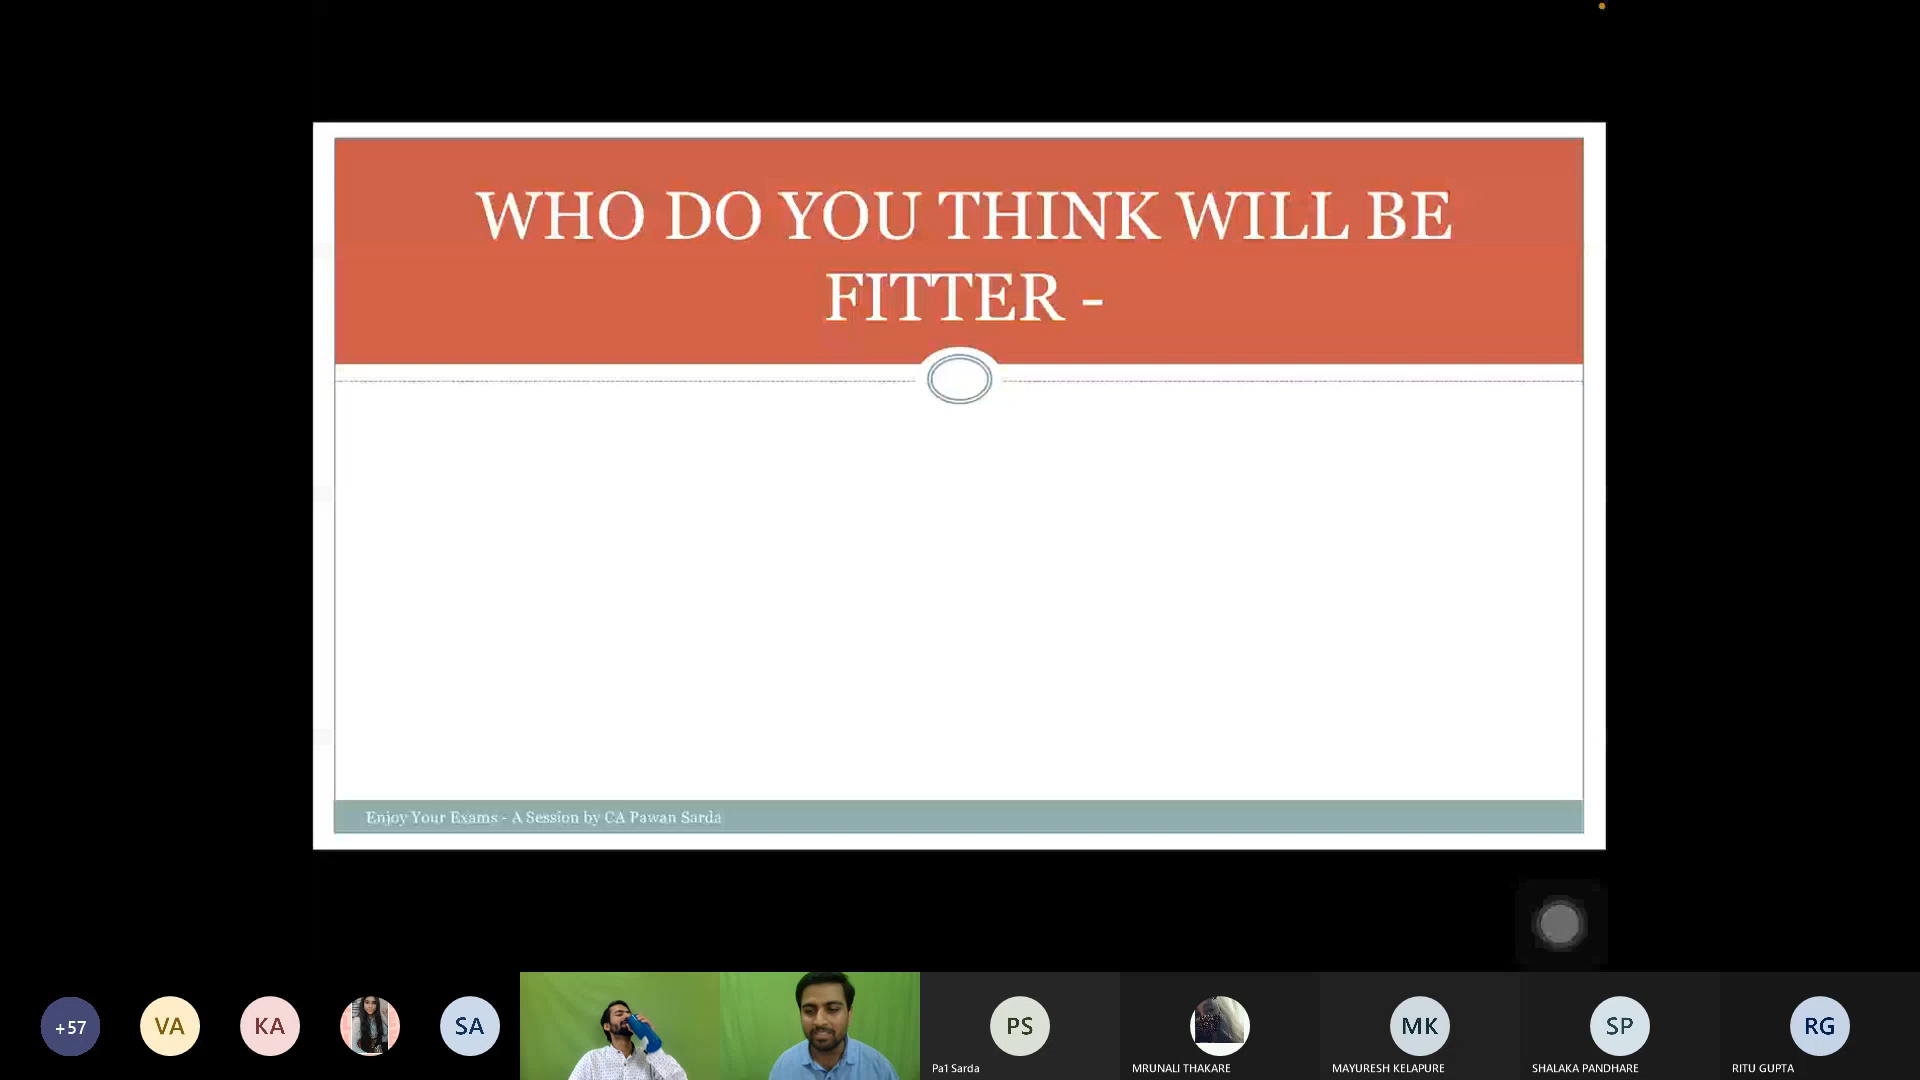 WHO DO YOU THINK WILL BE
FITTER -
Enjoy Your Exams - A Session by CA Pawan Sarda
+57
VA
KA
SA
PS
Pa1 Sarda
MRUNALI THAKARE
MK
MAYURESH KELAPURE
SP
SHALAKA PANDHARE
RG
RITU GUPTA